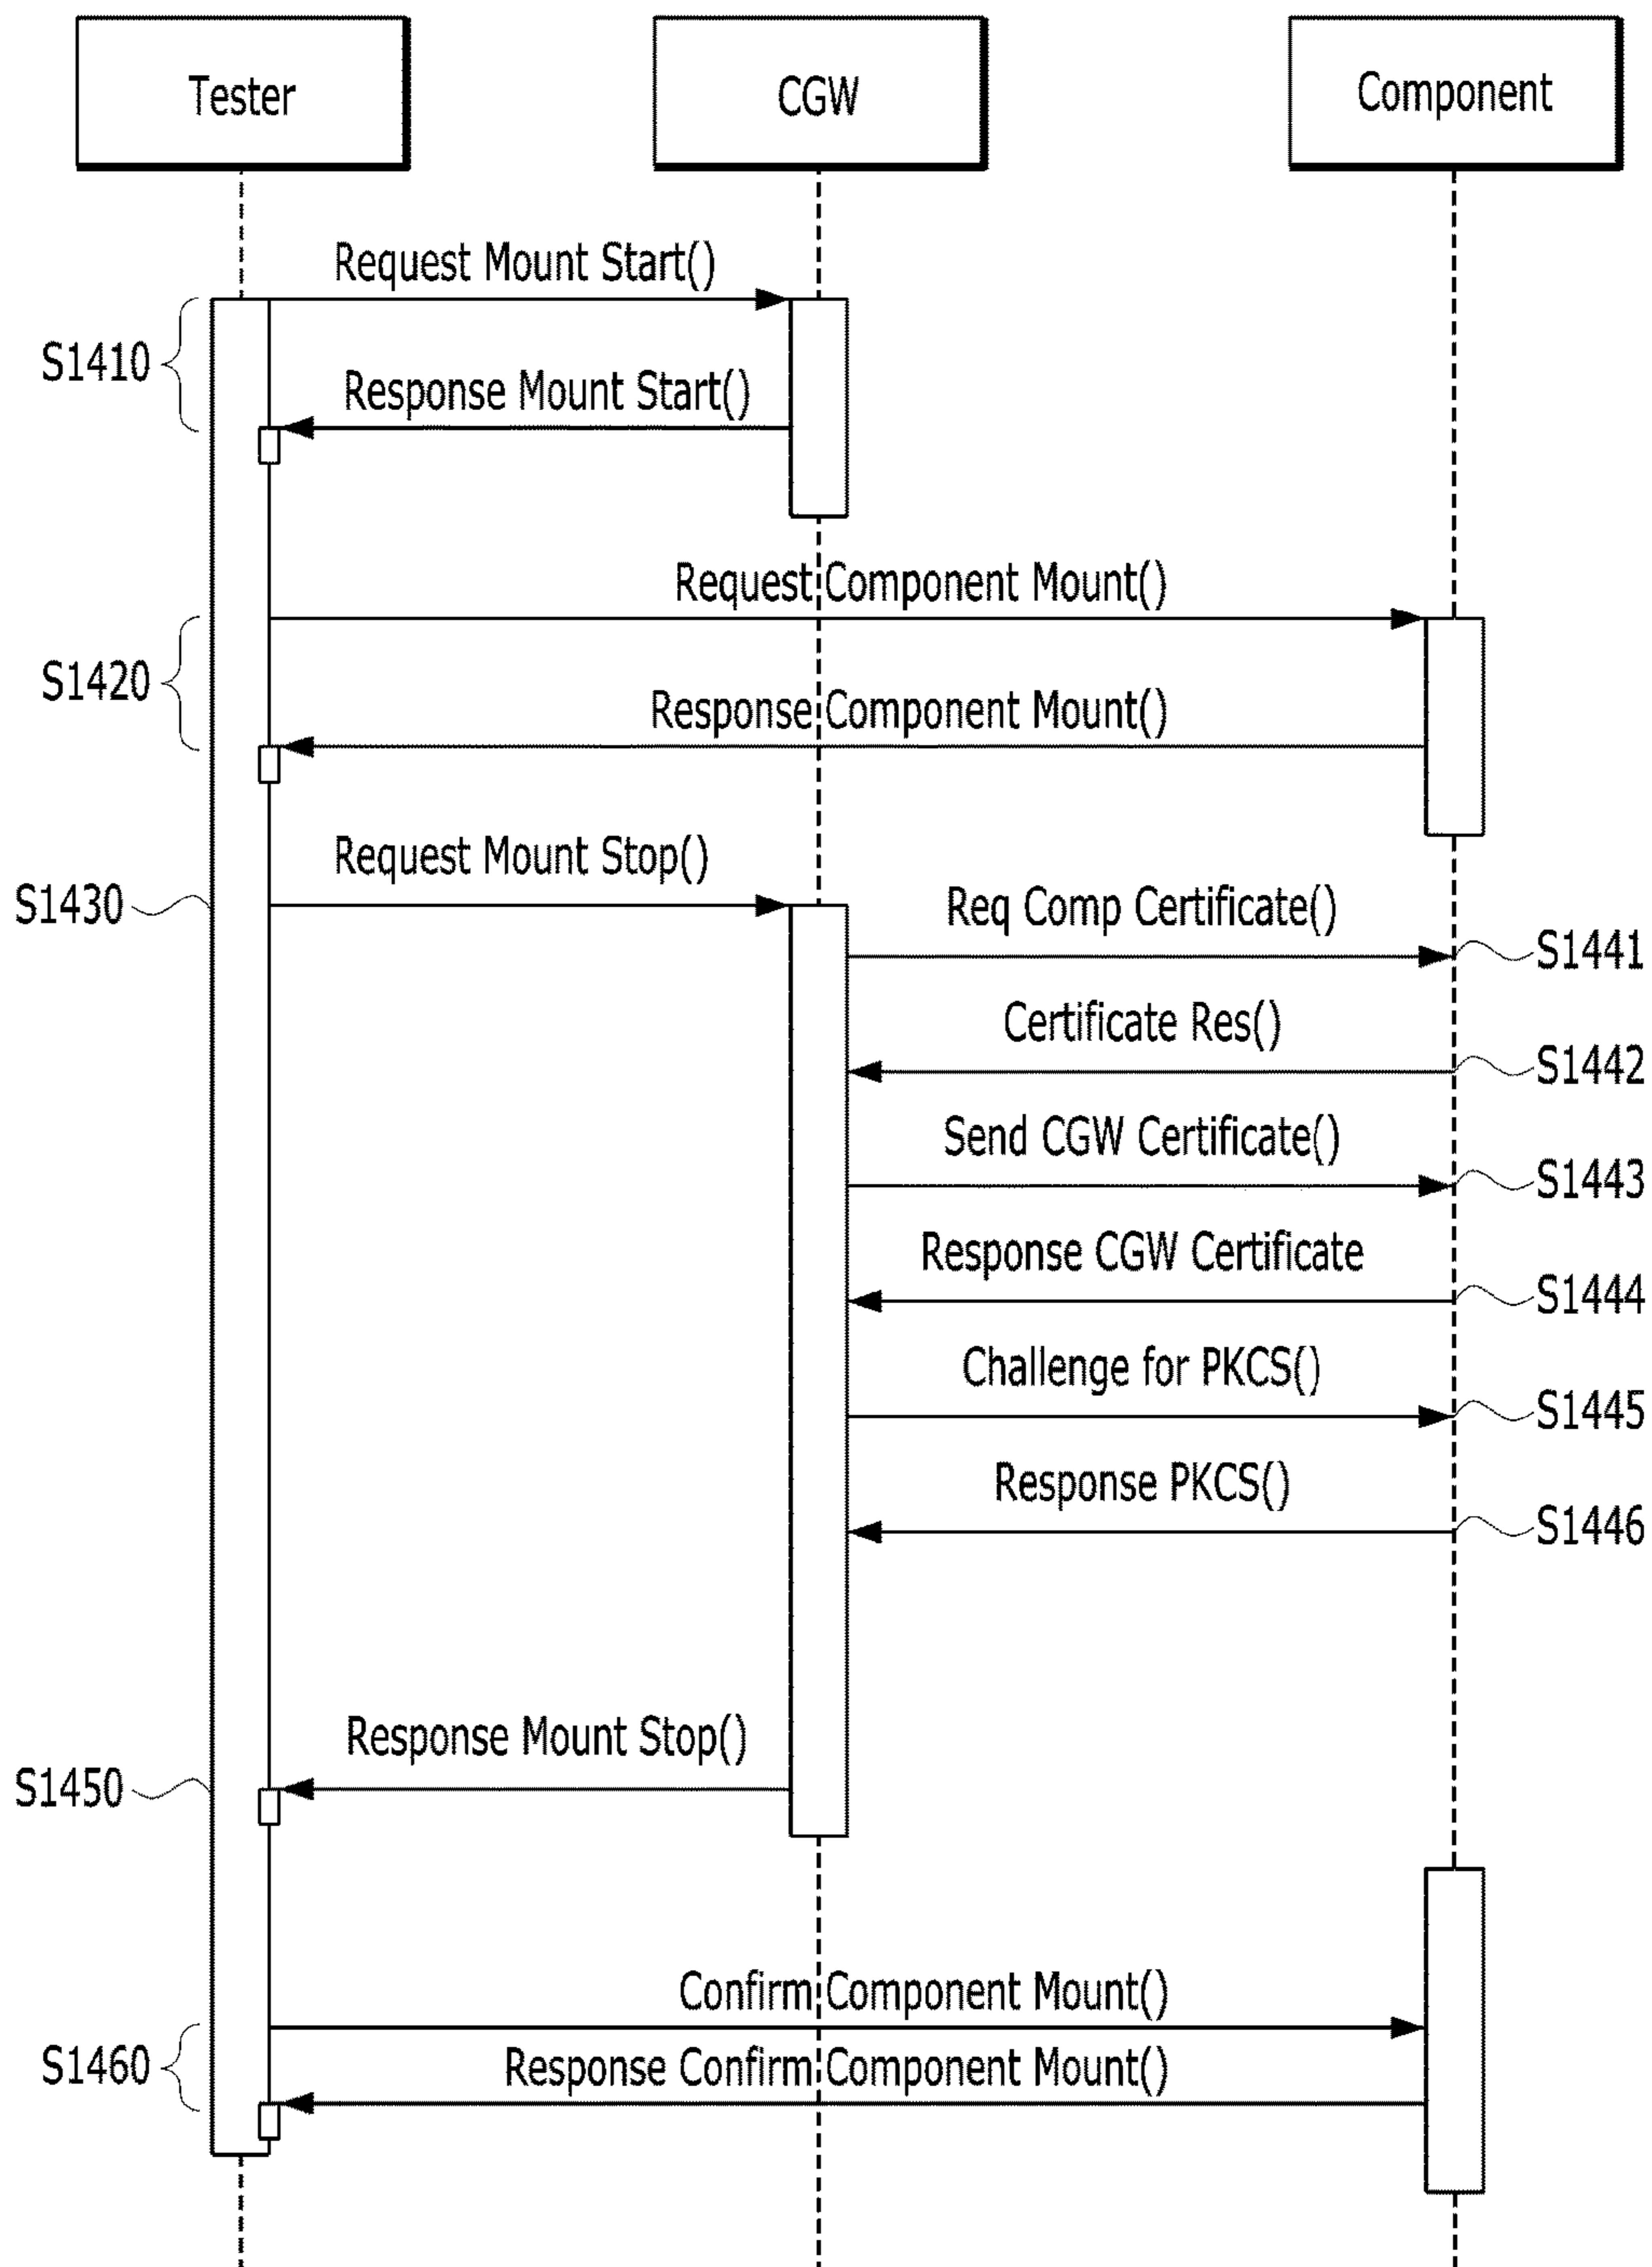 Tester
CGW
Component
Request Mount Start()
S1410
Response Mount Start()
Request Component Mount()
S1420
Response Component Mount()
Request Mount Stop()
S1430
Req Comp Certificate()
S1441
Certificate Res()
S1442
Send CGW Certificate()
S1443
Response CGW Certificate
S1444
Challenge for PKCS()
S1445
Response PKCS()
S1446
Response Mount Stop()
S1450
Confirm Component Mount()
S1460
Response Confirm Component Mount()